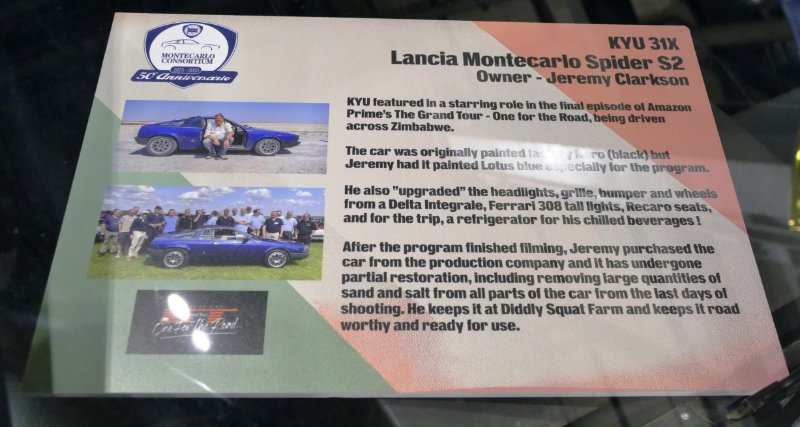 MONTECARLO
CONSORTIUM
50° Anniversario
KYU 31X
Lancia Montecarlo Spider S2
Owner - Jeremy Clarkson
KYU featured in a starring role in the final episode of Amazon
Prime's The Grand Tour - One for the Road, being driven
across Zimbabwe.
The car was originally painted factory Nero (black) but
Jeremy had it painted Lotus blue especially for the program.
He also "upgraded" the headlights, grille, bumper and wheels
from a Delta Integrale, Ferrari 308 tail lights, Recaro seats,
and for the trip, a refrigerator for his chilled beverages !
After the program finished filming, Jeremy purchased the
car from the production company and it has undergone
partial restoration, including removing large quantities of
sand and salt from all parts of the car from the last days of
shooting. He keeps it at Diddly Squat Farm and keeps it road
worthy and ready for use.
One For The Road